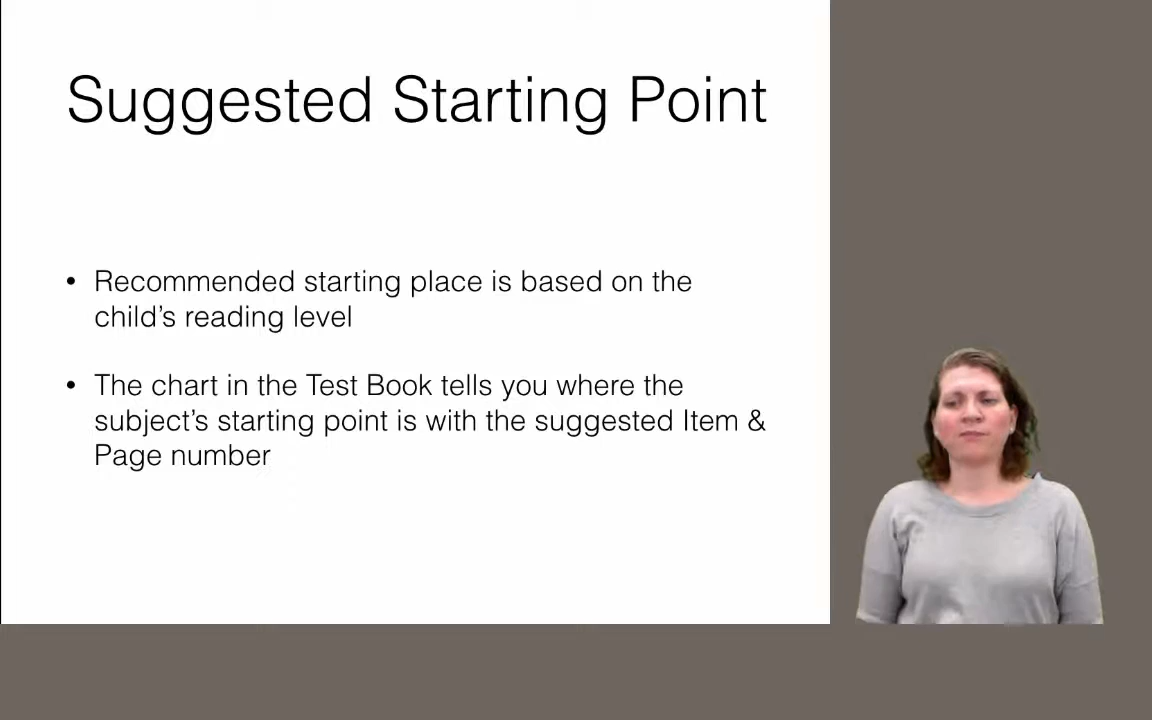 Suggested Starting Point
• Recommended starting place is based on the
child’s reading level
• The chart in the Test Book tells you where the
subject’s starting point is with the suggested Item &
Page number